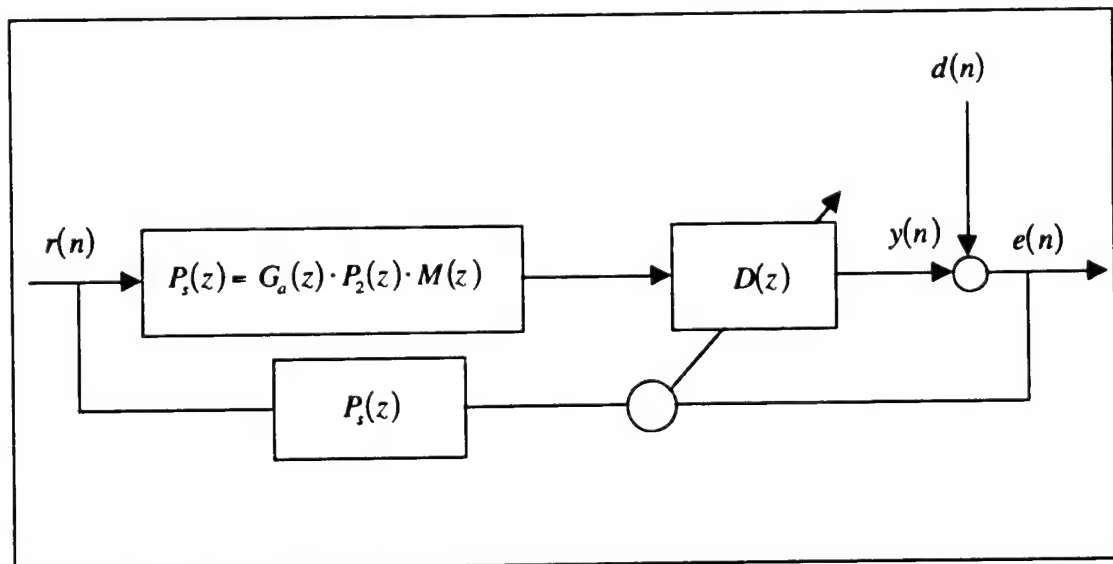 d(n)
r(n)
P_s(z) = G_a(z) · P_2(z) · M(z)
D(z)
y(n)
e(n)
P_s(z)